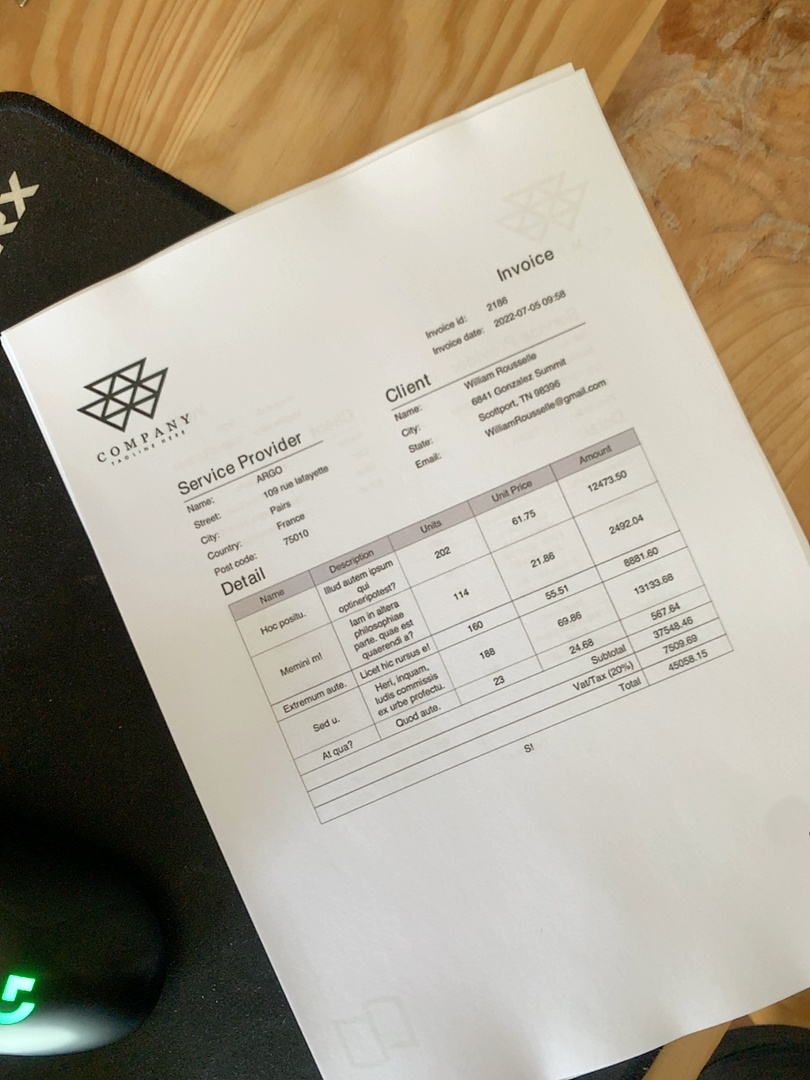 RX
Invoice
Invoice id: 2186
Invoice date: 2022-07-05 09:58
COMPANY
TAGLINE HERE
Service Provider
Name: ARGO
Street: 109 rue lafayette
City: Pairs
Country: France
Post code: 75010
Client
Name: William Rousselle
City: 6841 Gonzalez Summit
State: Scottport, TN 98396
Email: WilliamRousselle@gmail.com
Detail
Name Description Units Unit Price Amount
Hoc positu. Illud autem ipsum qui optineripotest? 202 61.75 12473.50
Memini m! Iam in altera philosophiae parte. quae est quaerendi a? 114 21.86 2492.04
Extremum aute. Licet hic rursus e! 160 55.51 8881.60
Sed u. Heri, inquam, ludis commissis ex urbe profectu. 188 69.86 13133.68
At qua? Quod aute. 23 24.68 567.64
Subtotal 37548.46
Vat/Tax (20%) 7509.69
Total 45058.15
S!